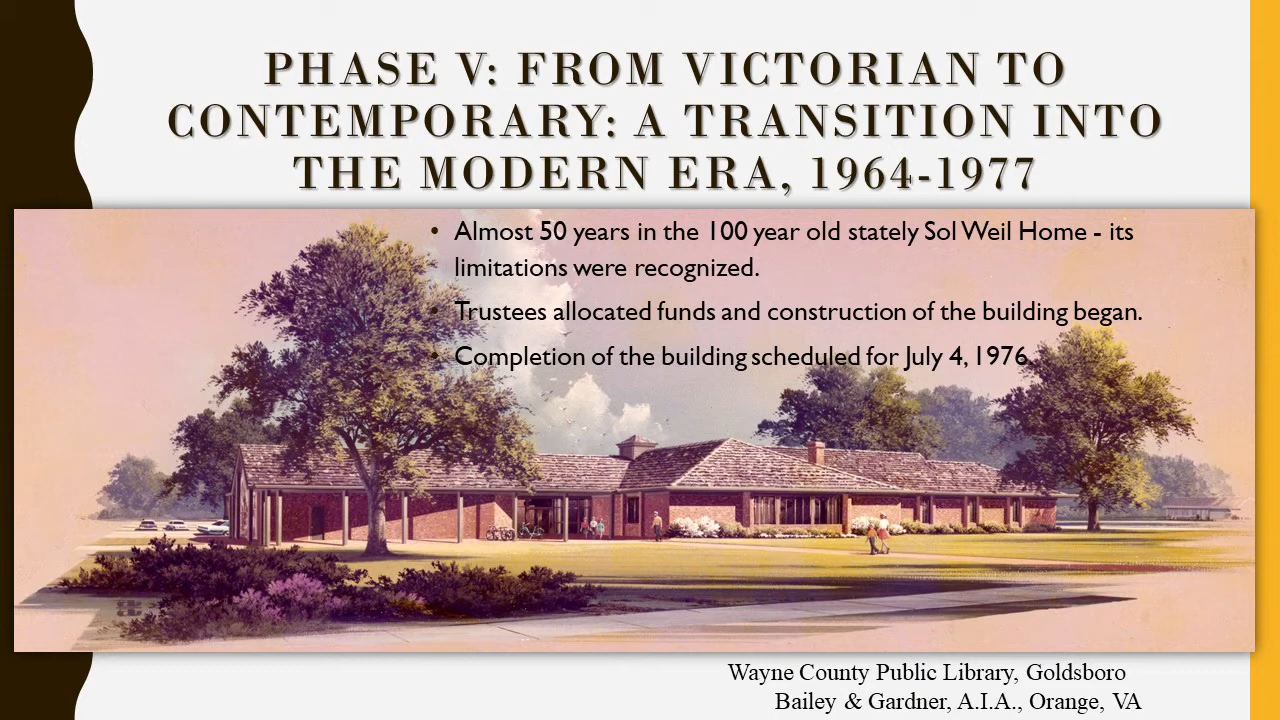 PHASE V: FROM VICTORIAN TO
CONTEMPORARY: A TRANSITION INTO
THE MODERN ERA, 1964-1977
• Almost 50 years in the 100 year old stately Sol Weil Home - its
limitations were recognized.
• Trustees allocated funds and construction of the building began.
• Completion of the building scheduled for July 4, 1976.
Wayne County Public Library, Goldsboro
Bailey & Gardner, A.I.A., Orange, VA